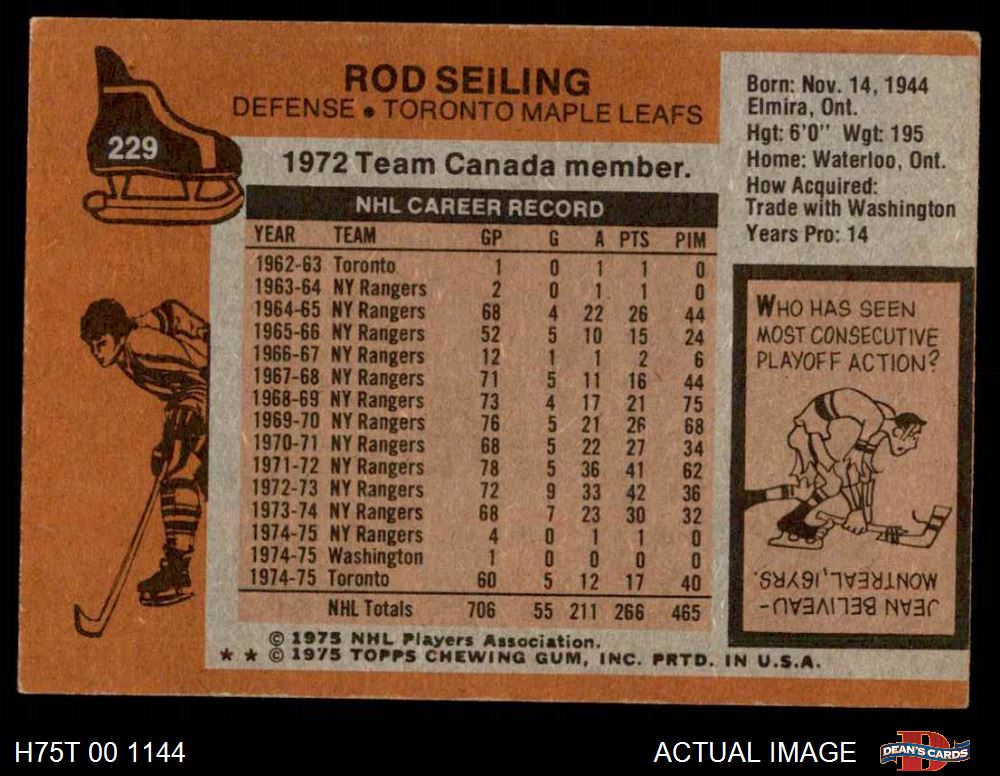 229
ROD SEILING
DEFENSE • TORONTO MAPLE LEAFS
1972 Team Canada member.
NHL CAREER RECORD
YEAR TEAM GP G A PTS PIM
1962-63 Toronto 1 0 1 1 0
1963-64 NY Rangers 2 0 1 1 0
1964-65 NY Rangers 68 4 22 26 44
1965-66 NY Rangers 52 5 10 15 24
1966-67 NY Rangers 12 1 1 2 6
1967-68 NY Rangers 71 5 11 16 44
1968-69 NY Rangers 73 4 17 21 75
1969-70 NY Rangers 76 5 21 26 68
1970-71 NY Rangers 68 5 22 27 34
1971-72 NY Rangers 78 5 36 41 62
1972-73 NY Rangers 72 9 33 42 36
1973-74 NY Rangers 68 7 23 30 32
1974-75 NY Rangers 4 0 1 1 0
1974-75 Washington 1 0 0 0 0
1974-75 Toronto 60 5 12 17 40
NHL Totals 706 55 211 266 465
© 1975 NHL Players Association.
★ ★ © 1975 TOPPS CHEWING GUM, INC. PRTD. IN U.S.A.
Born: Nov. 14, 1944
Elmira, Ont.
Hgt: 6'0" Wgt: 195
Home: Waterloo, Ont.
How Acquired:
Trade with Washington
Years Pro: 14
WHO HAS SEEN
MOST CONSECUTIVE
PLAYOFF ACTION?
JEAN BELIVEAU-
MONTREAL, 16YRS.
H75T 00 1144
ACTUAL IMAGE
D
DEAN'S CARDS